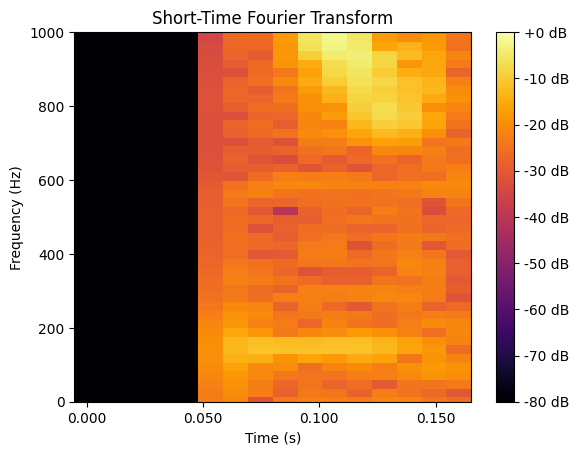 Short-Time Fourier Transform
1000
800
600
400
200
0
Frequency (Hz)
0.000
0.050
0.100
0.150
Time (s)
+0 dB
-10 dB
-20 dB
-30 dB
-40 dB
-50 dB
-60 dB
-70 dB
-80 dB